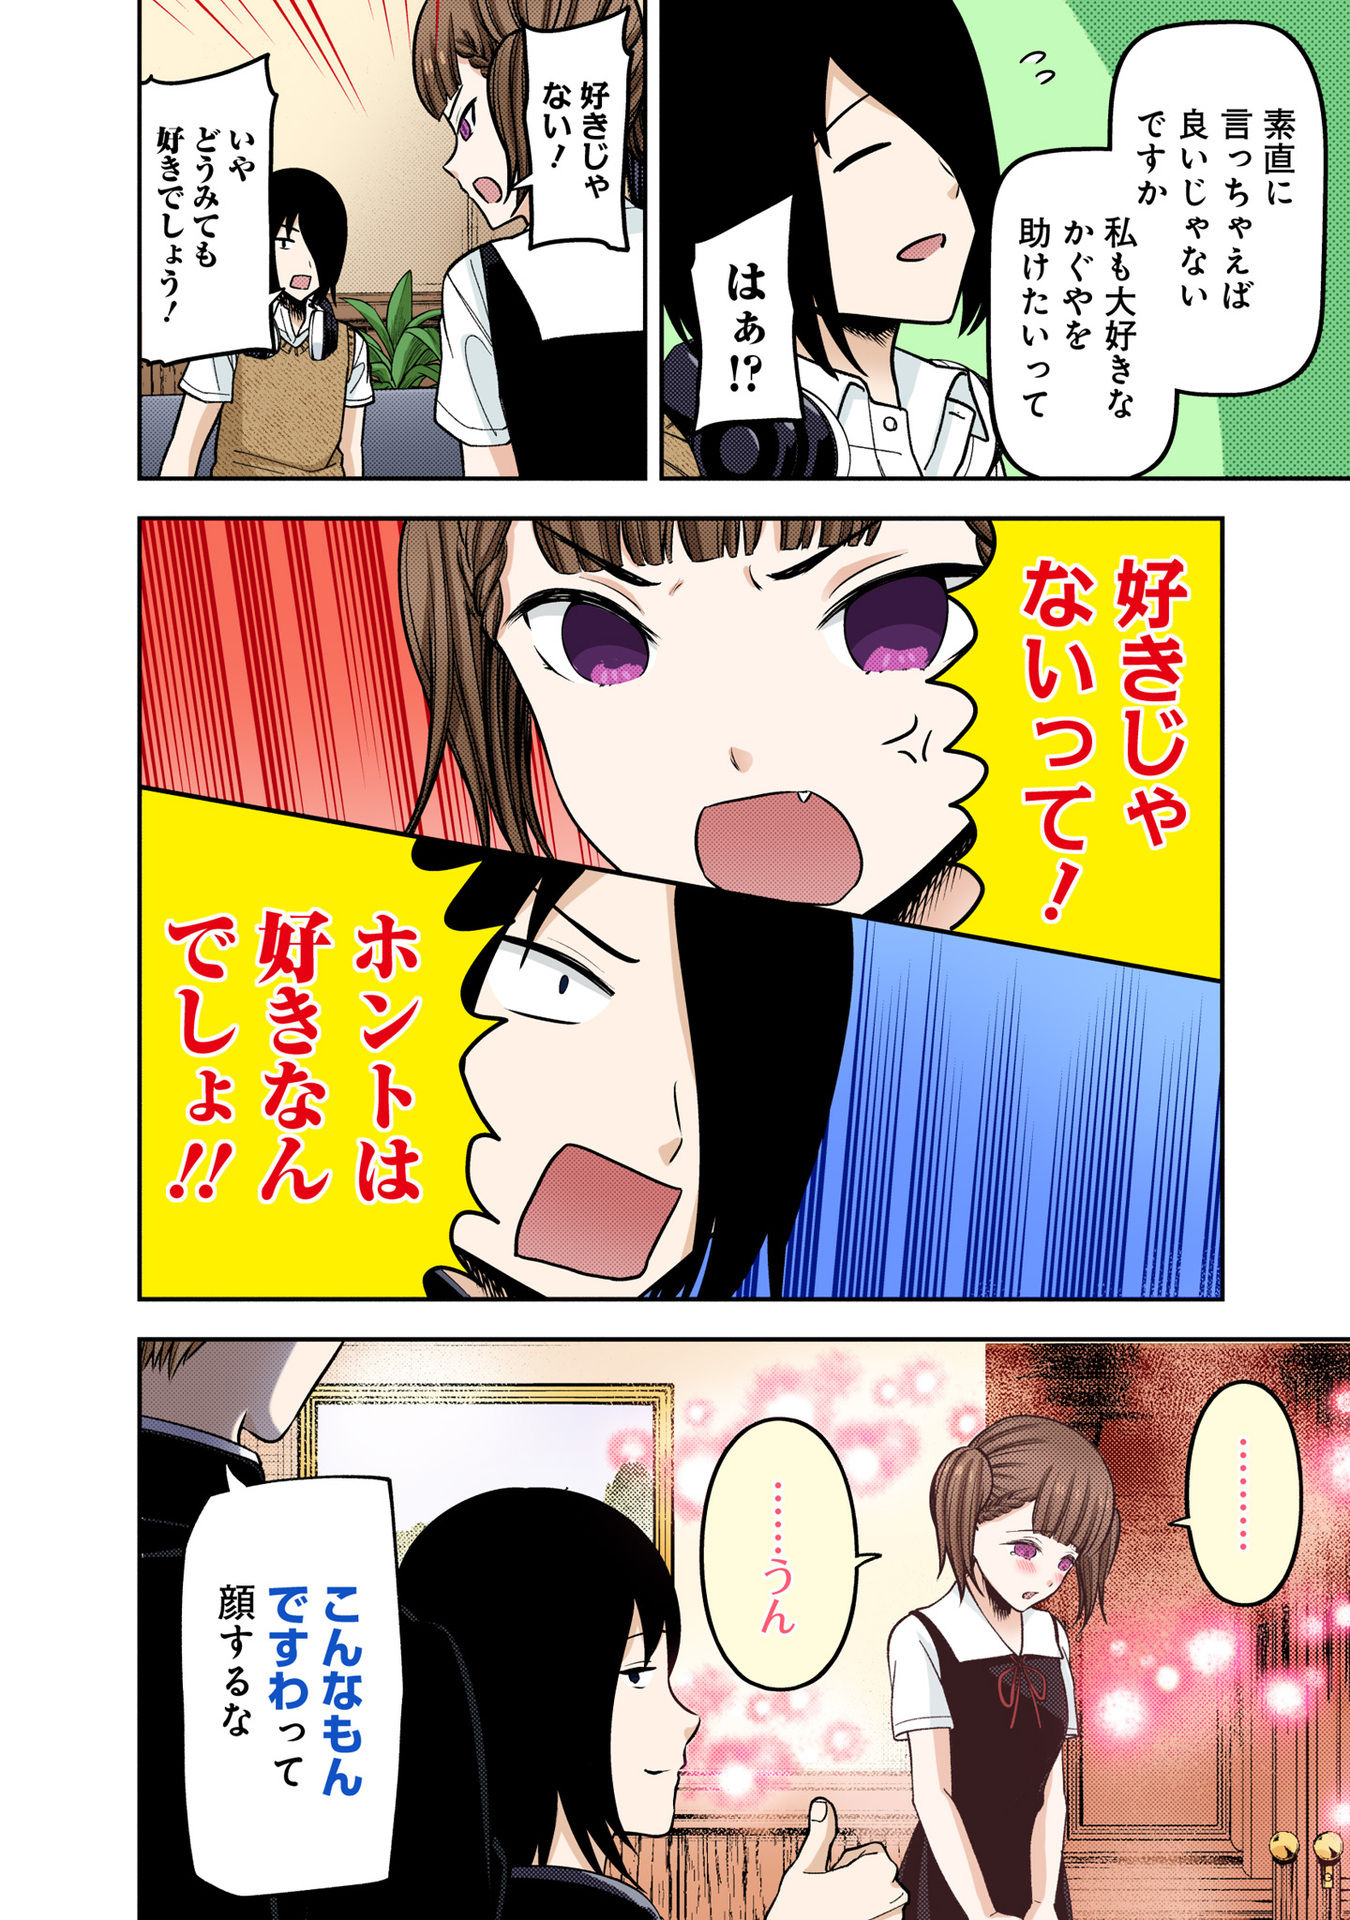 素直に
言っちゃえば
良いじゃない
ですか
私も大好きな
かぐやを
助けたいって
はぁ!?
好きじゃ
ない!
いや
どうみても
好きでしょう!
好きじゃ
ないって!
ホントは
好きなん
でしょ!!
………
……うん
こんなもん
ですわって
顔するな